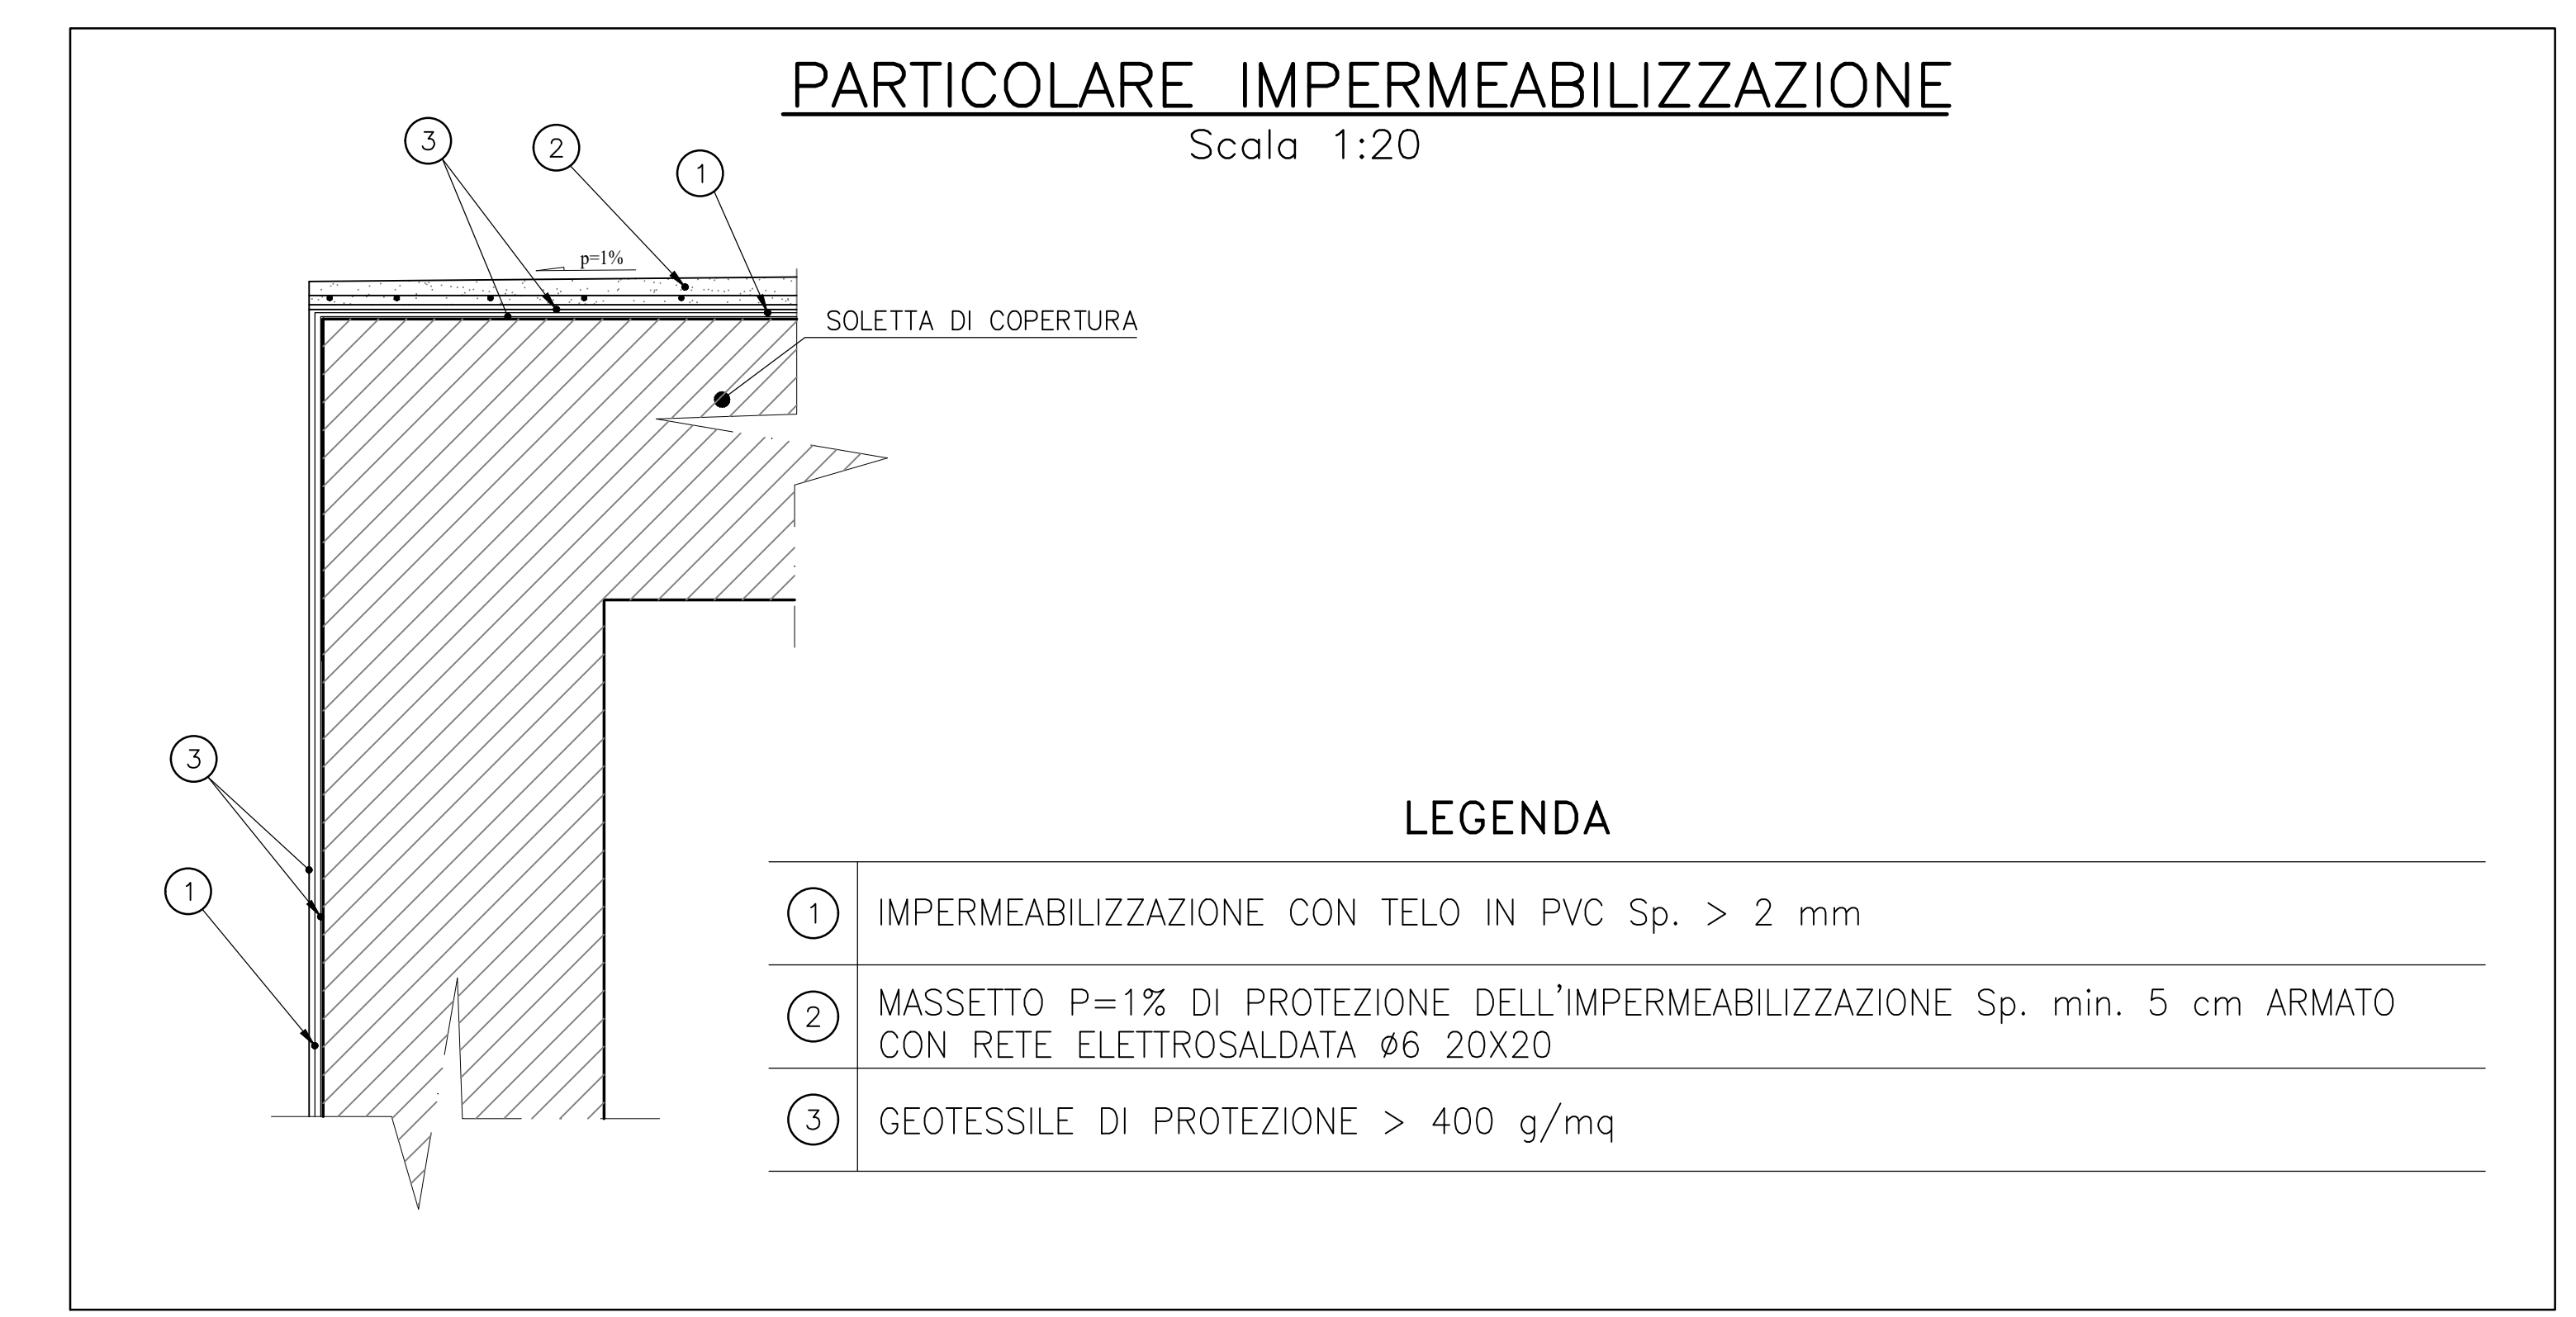 PARTICOLARE IMPERMEABILIZZAZIONE
Scala 1:20
3
2
1
p=1%
SOLETTA DI COPERTURA
3
1
LEGENDA
1 IMPERMEABILIZZAZIONE CON TELO IN PVC Sp. > 2 mm
2 MASSETTO P=1% DI PROTEZIONE DELL'IMPERMEABILIZZAZIONE Sp. min. 5 cm ARMATO
CON RETE ELETTROSALDATA ø6 20X20
3 GEOTESSILE DI PROTEZIONE > 400 g/mq